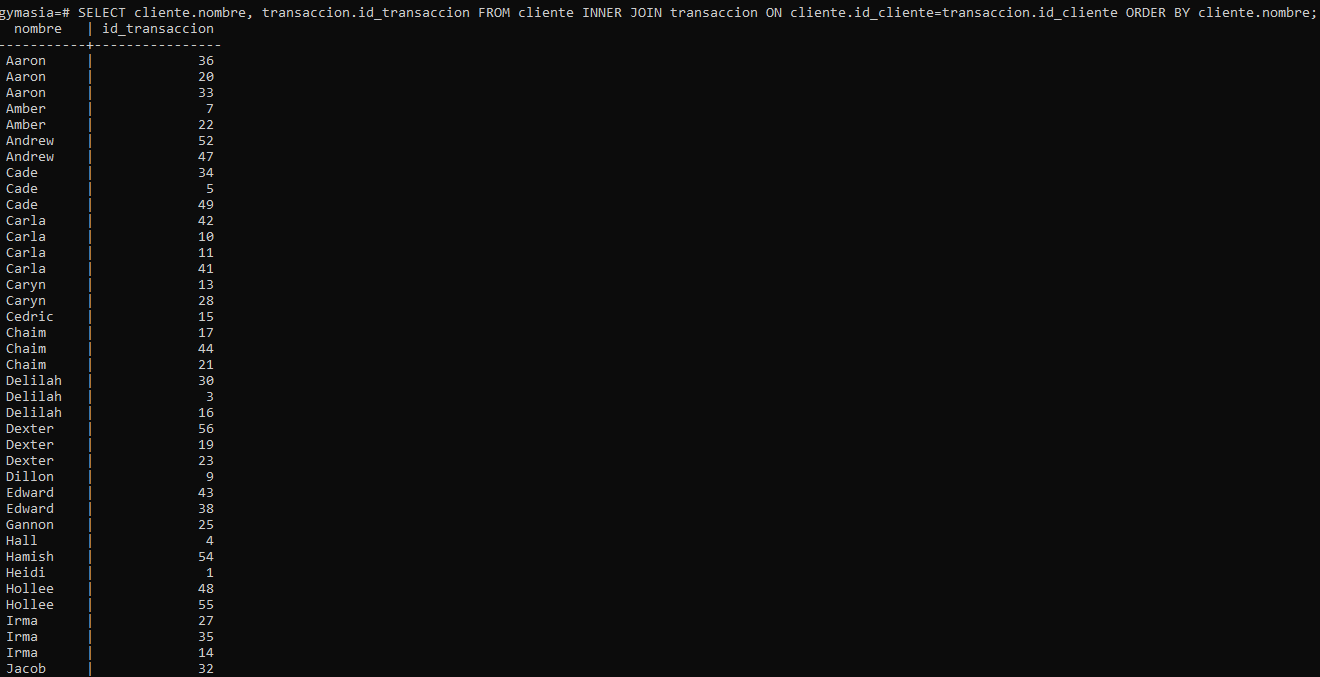 gymasia=# SELECT cliente.nombre, transaccion.id_transaccion FROM cliente INNER JOIN transaccion ON cliente.id_cliente=transaccion.id_cliente ORDER BY cliente.nombre;
  nombre   | id_transaccion
-----------+----------------
 Aaron     |             36
 Aaron     |             20
 Aaron     |             33
 Amber     |              7
 Amber     |             22
 Andrew    |             52
 Andrew    |             47
 Cade      |             34
 Cade      |              5
 Cade      |             49
 Carla     |             42
 Carla     |             10
 Carla     |             11
 Carla     |             41
 Caryn     |             13
 Caryn     |             28
 Cedric    |             15
 Chaim     |             17
 Chaim     |             44
 Chaim     |             21
 Delilah   |             30
 Delilah   |              3
 Delilah   |             16
 Dexter    |             56
 Dexter    |             19
 Dexter    |             23
 Dillon    |              9
 Edward    |             43
 Edward    |             38
 Gannon    |             25
 Hall      |              4
 Hamish    |             54
 Heidi     |              1
 Hollee    |             48
 Hollee    |             55
 Irma      |             27
 Irma      |             35
 Irma      |             14
 Jacob     |             32